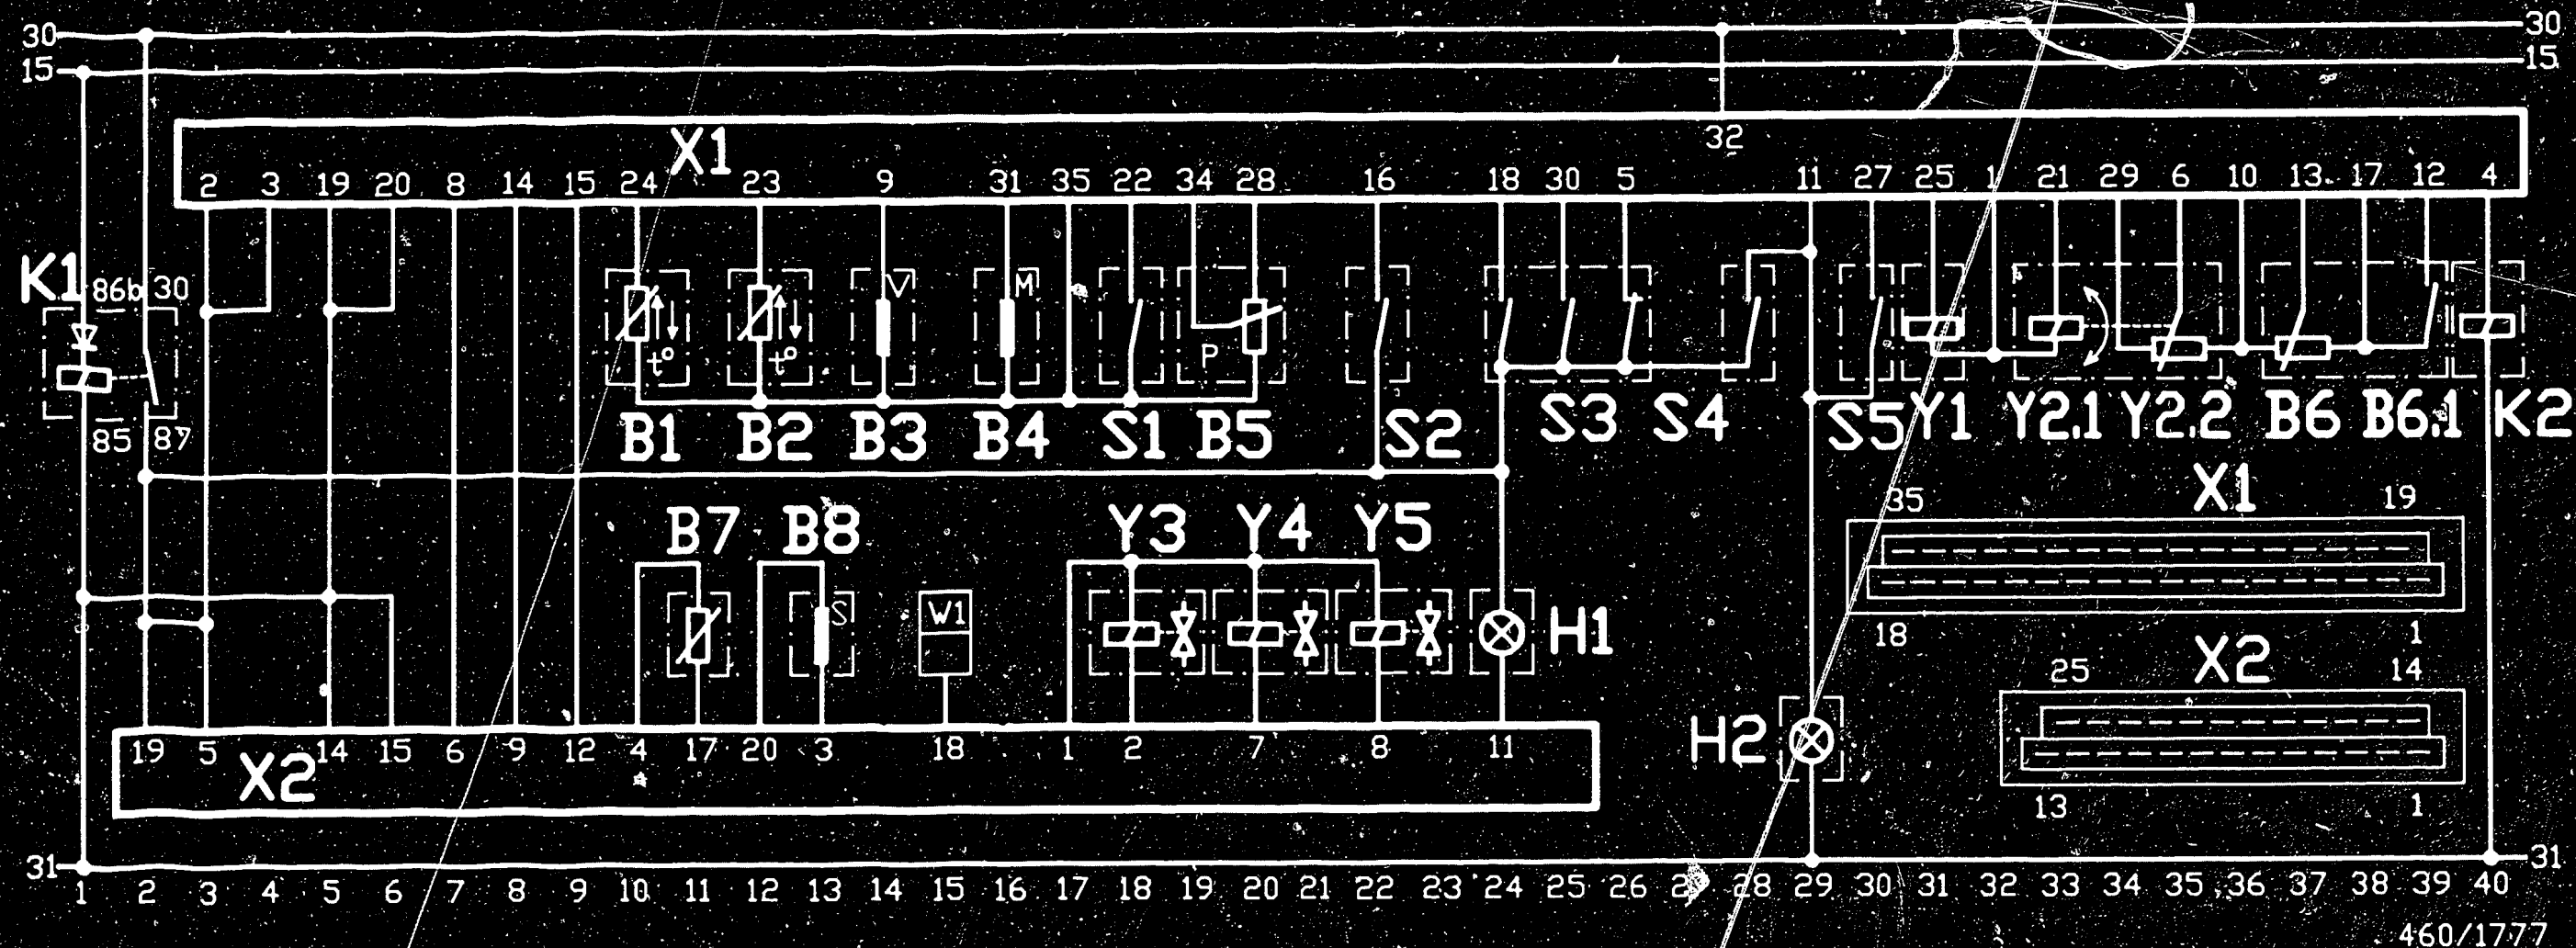 30 30
15 15
X1 32
2 3 19 20 8 14 15 24 23 9 31 35 22 34 28 16 18 30 5 11 27 25 1 21 29 6 10 13 17 12 4
K1 86b 30 V M
t° t° P
85 87 B1 B2 B3 B4 S1 B5 S2 S3 S4 S5 Y1 Y2.1 Y2.2 B6 B6.1 K2
B7 B8 Y3 Y4 Y5
35 X1 19
S W1 H1
18 1
X2
25 14
H2
19 5 14 15 6 9 12 4 17 20 3 18 1 2 7 8 11
X2
13 1
31 31
1 2 3 4 5 6 7 8 9 10 11 12 13 14 15 16 17 18 19 20 21 22 23 24 25 26 27 28 29 30 31 32 33 34 35 36 37 38 39 40
460/1777